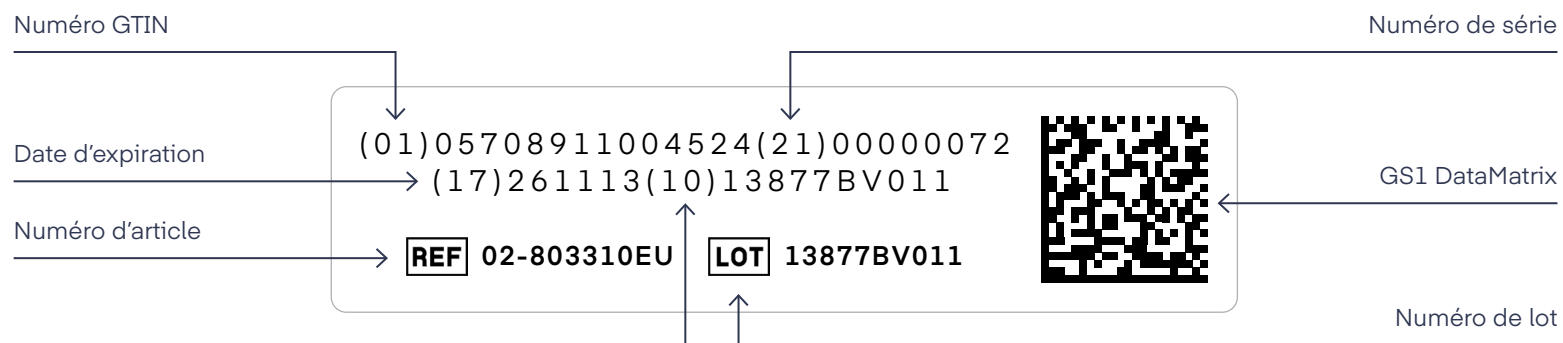 Numéro GTIN
Numéro de série
(01)05708911004524(21)00000072
Date d’expiration
(17)261113(10)13877BV011
GS1 DataMatrix
Numéro d’article
REF 02-803310EU LOT 13877BV011
Numéro de lot